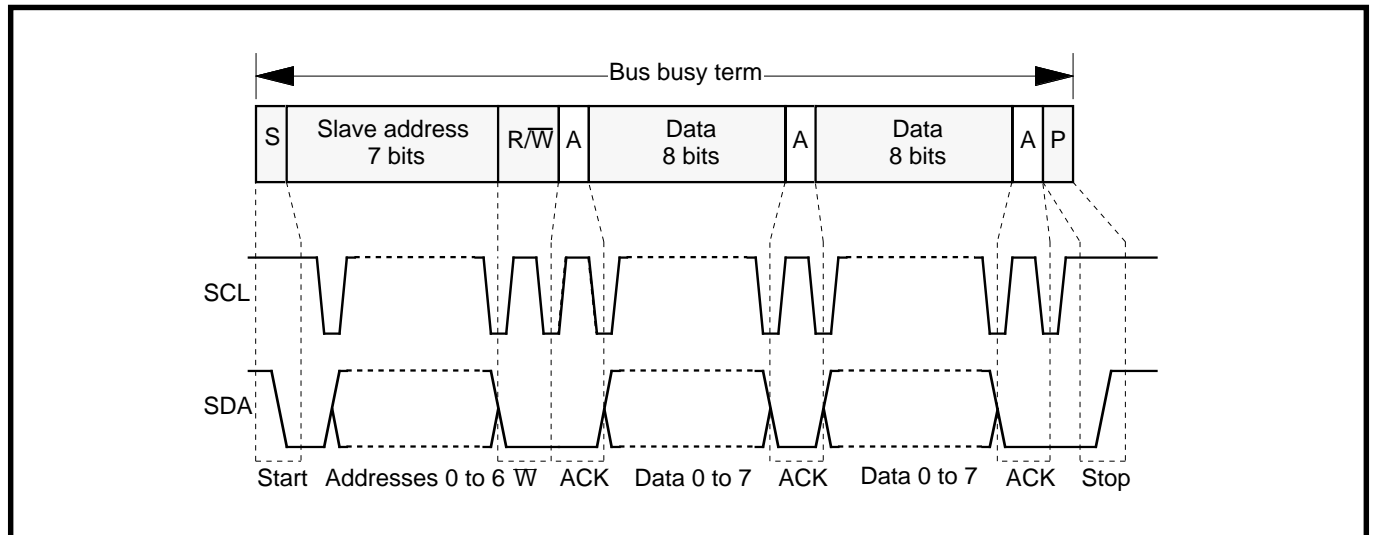 Bus busy term
S
Slave address
7 bits
R/W̅
A
Data
8 bits
A
Data
8 bits
A
P
SCL
SDA
Start
Addresses 0 to 6
W̅
ACK
Data 0 to 7
ACK
Data 0 to 7
ACK
Stop